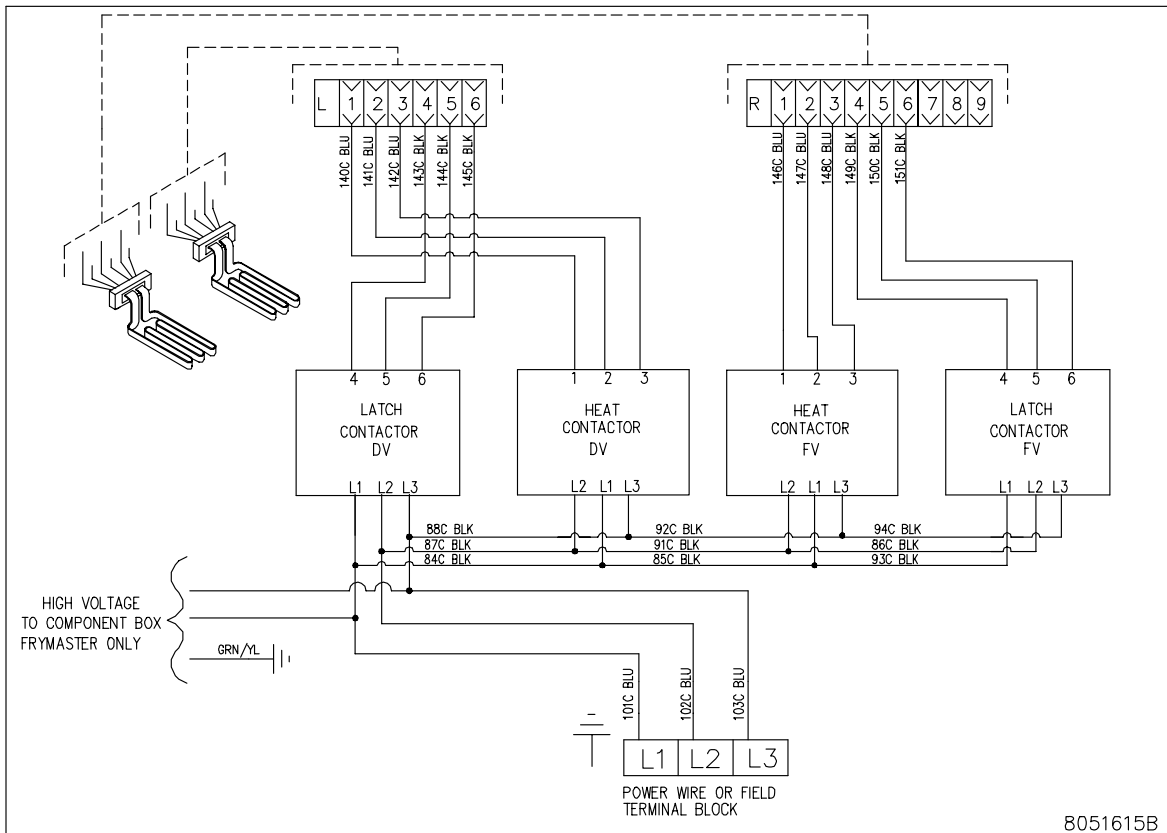 L 1 2 3 4 5 6
R 1 2 3 4 5 6 7 8 9
140C BLU
141C BLU
142C BLU
143C BLK
144C BLK
145C BLK
146C BLU
147C BLU
148C BLU
149C BLK
150C BLK
151C BLK
4 5 6
LATCH
CONTACTOR
DV
L1 L2 L3
1 2 3
HEAT
CONTACTOR
DV
L2 L1 L3
1 2 3
HEAT
CONTACTOR
FV
L2 L1 L3
4 5 6
LATCH
CONTACTOR
FV
L1 L2 L3
88C BLK 92C BLK 94C BLK
87C BLK 91C BLK 86C BLK
84C BLK 85C BLK 93C BLK
HIGH VOLTAGE
TO COMPONENT BOX
FRYMASTER ONLY
GRN/YL
101C BLU
102C BLU
103C BLU
L1 L2 L3
POWER WIRE OR FIELD
TERMINAL BLOCK
8051615B